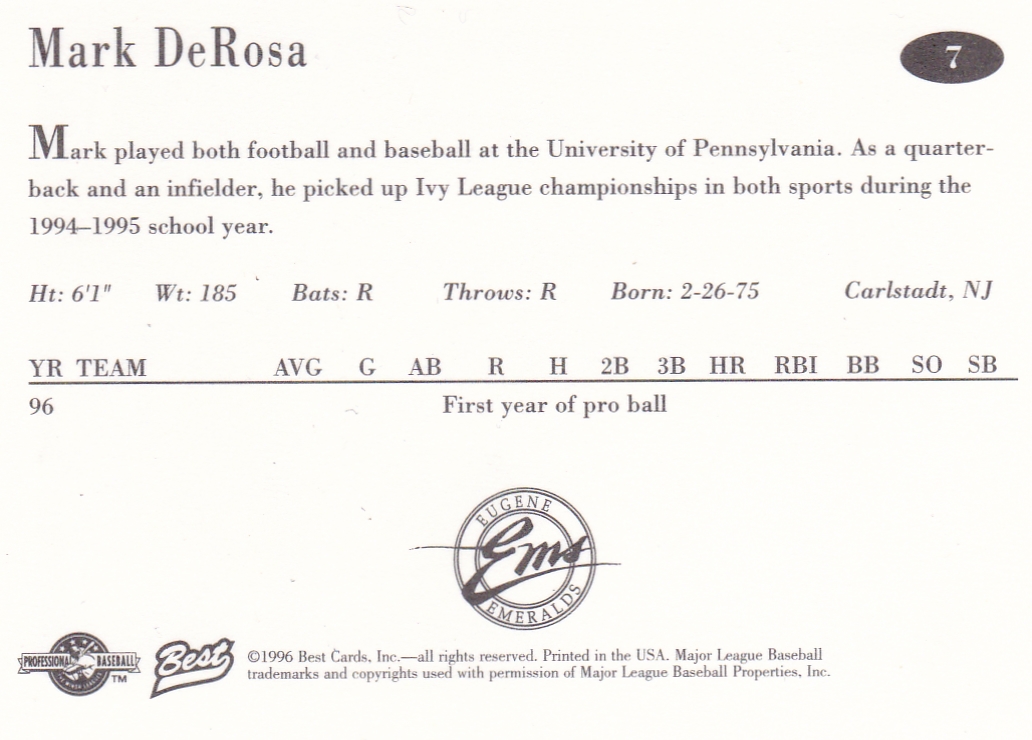 Mark DeRosa
7
Mark played both football and baseball at the University of Pennsylvania. As a quarter-
back and an infielder, he picked up Ivy League championships in both sports during the
1994–1995 school year.
Ht: 6'1" Wt: 185 Bats: R Throws: R Born: 2-26-75 Carlstadt, NJ
YR TEAM AVG G AB R H 2B 3B HR RBI BB SO SB
96 First year of pro ball
EUGENE
Ems
EMERALDS
PROFESSIONAL BASEBALL
TM
Best
©1996 Best Cards, Inc.—all rights reserved. Printed in the USA. Major League Baseball
trademarks and copyrights used with permission of Major League Baseball Properties, Inc.